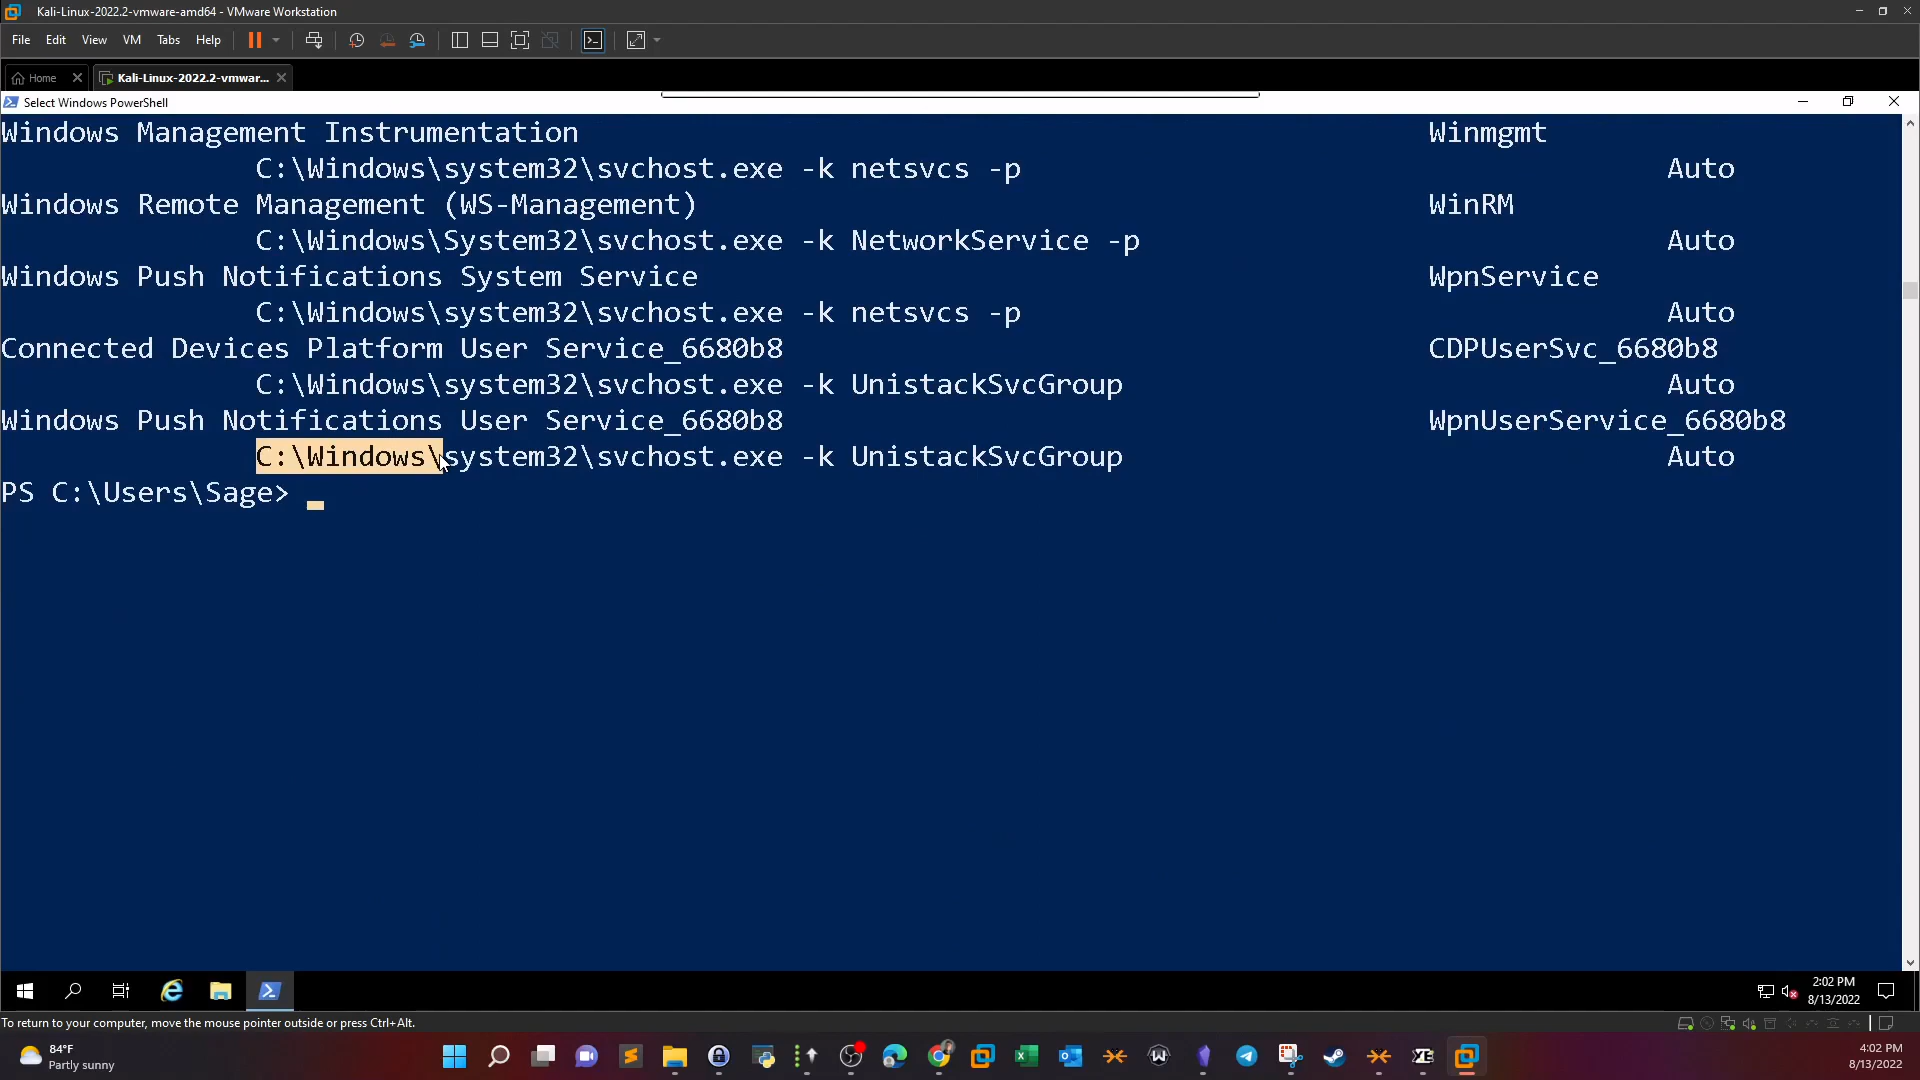 Kali-Linux-2022.2-vmware-amd64 - VMware Workstation
File Edit View VM Tabs Help
Home Kali-Linux-2022.2-vmwar...
Select Windows PowerShell
Windows Management Instrumentation Winmgmt
C:\Windows\system32\svchost.exe -k netsvcs -p Auto
Windows Remote Management (WS-Management) WinRM
C:\Windows\System32\svchost.exe -k NetworkService -p Auto
Windows Push Notifications System Service WpnService
C:\Windows\system32\svchost.exe -k netsvcs -p Auto
Connected Devices Platform User Service_6680b8 CDPUserSvc_6680b8
C:\Windows\system32\svchost.exe -k UnistackSvcGroup Auto
Windows Push Notifications User Service_6680b8 WpnUserService_6680b8
C:\Windows\system32\svchost.exe -k UnistackSvcGroup Auto
PS C:\Users\Sage>
2:02 PM
8/13/2022
To return to your computer, move the mouse pointer outside or press Ctrl+Alt.
84°F
Partly sunny
4:02 PM
8/13/2022